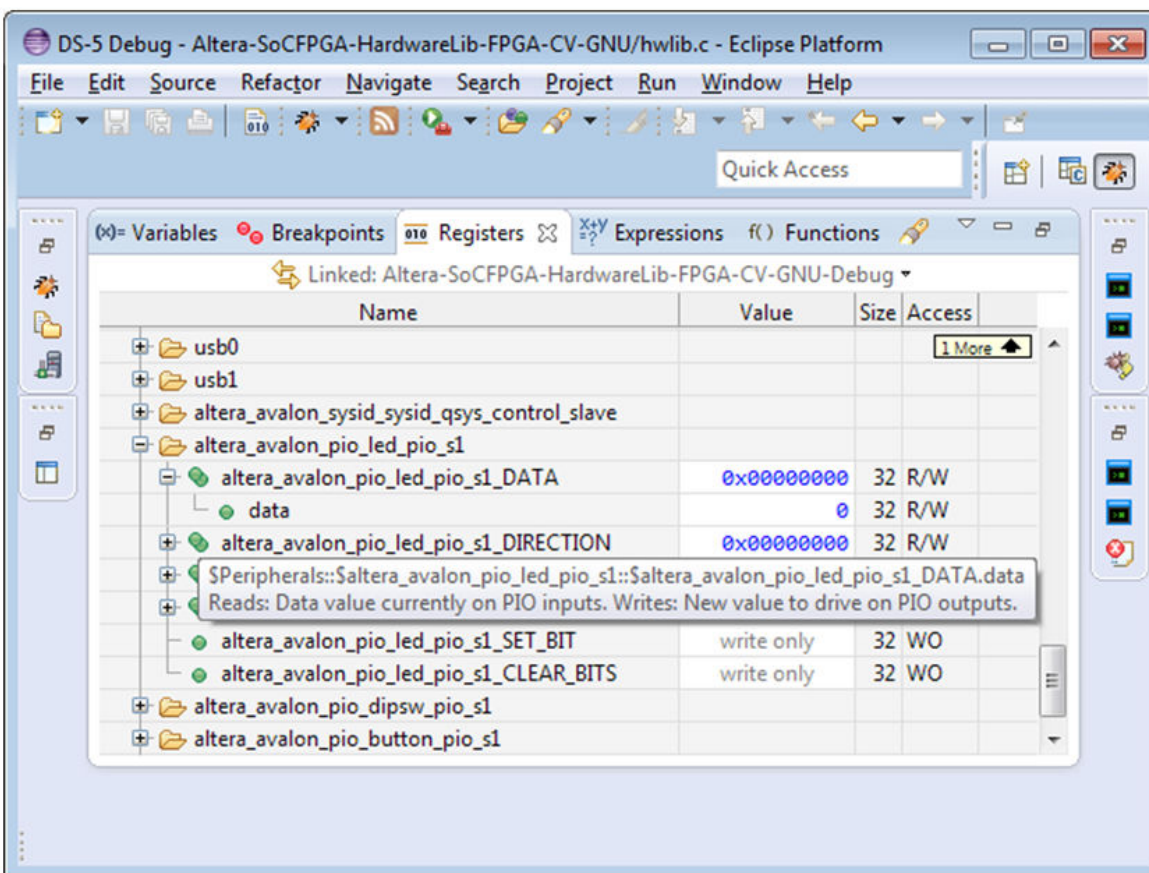 DS-5 Debug - Altera-SoCFPGA-HardwareLib-FPGA-CV-GNU/hwlib.c - Eclipse Platform
File Edit Source Refactor Navigate Search Project Run Window Help
Quick Access
(x)= Variables Breakpoints Registers Expressions f() Functions
Linked: Altera-SoCFPGA-HardwareLib-FPGA-CV-GNU-Debug
Name Value Size Access
usb0 1 More
usb1
altera_avalon_sysid_sysid_qsys_control_slave
altera_avalon_pio_led_pio_s1
altera_avalon_pio_led_pio_s1_DATA 0x00000000 32 R/W
data 0 32 R/W
altera_avalon_pio_led_pio_s1_DIRECTION 0x00000000 32 R/W
$Peripherals::$altera_avalon_pio_led_pio_s1::$altera_avalon_pio_led_pio_s1_DATA.data
Reads: Data value currently on PIO inputs. Writes: New value to drive on PIO outputs.
altera_avalon_pio_led_pio_s1_SET_BIT write only 32 WO
altera_avalon_pio_led_pio_s1_CLEAR_BITS write only 32 WO
altera_avalon_pio_dipsw_pio_s1
altera_avalon_pio_button_pio_s1